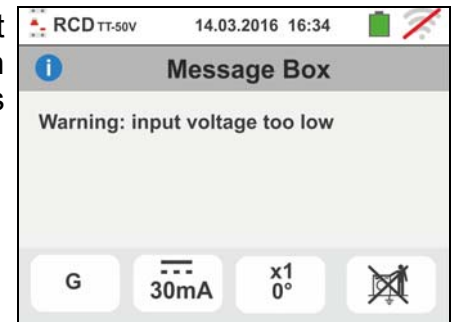 t
n
s
RCD TT-50V 14.03.2016 16:34
i Message Box
Warning: input voltage too low
G
30mA
x1
0°